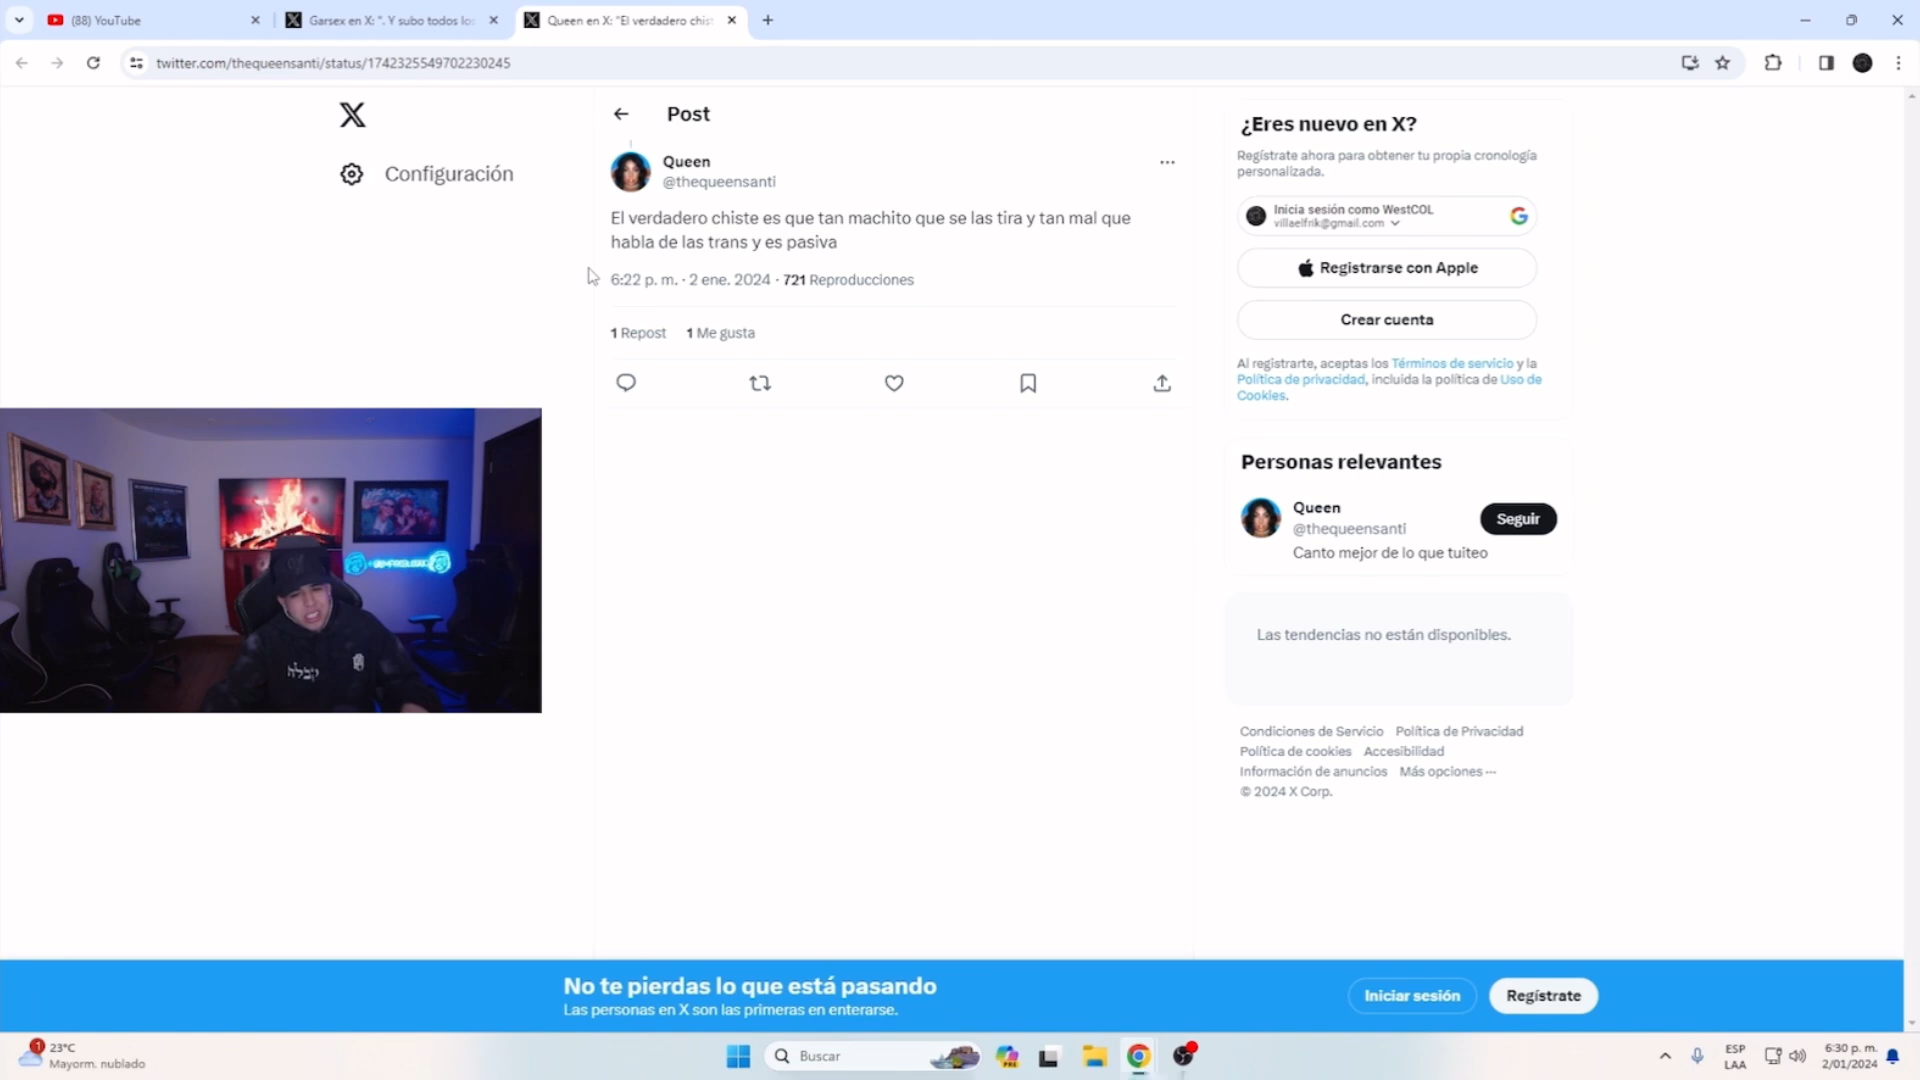 (88) YouTube
Garsex en X: ". Y subo todos los
Queen en X: "El verdadero chist
twitter.com/thequeensanti/status/1742325549702230245
Configuración
Post
Queen
@thequeensanti
El verdadero chiste es que tan machito que se las tira y tan mal que
habla de las trans y es pasiva
6:22 p. m. · 2 ene. 2024 · 721 Reproducciones
1 Repost 1 Me gusta
¿Eres nuevo en X?
Regístrate ahora para obtener tu propia cronología
personalizada.
Inicia sesión como WestCOL
villaelfrik@gmail.com
Registrarse con Apple
Crear cuenta
Al registrarte, aceptas los Términos de servicio y la
Política de privacidad, incluida la política de Uso de
Cookies.
Personas relevantes
Queen
@thequeensanti
Seguir
Canto mejor de lo que tuiteo
Las tendencias no están disponibles.
Condiciones de Servicio Política de Privacidad
Política de cookies Accesibilidad
Información de anuncios Más opciones ···
© 2024 X Corp.
No te pierdas lo que está pasando
Las personas en X son las primeras en enterarse.
Iniciar sesión
Regístrate
1
23°C
Mayorm. nublado
Buscar
ESP
LAA
6:30 p. m.
2/01/2024